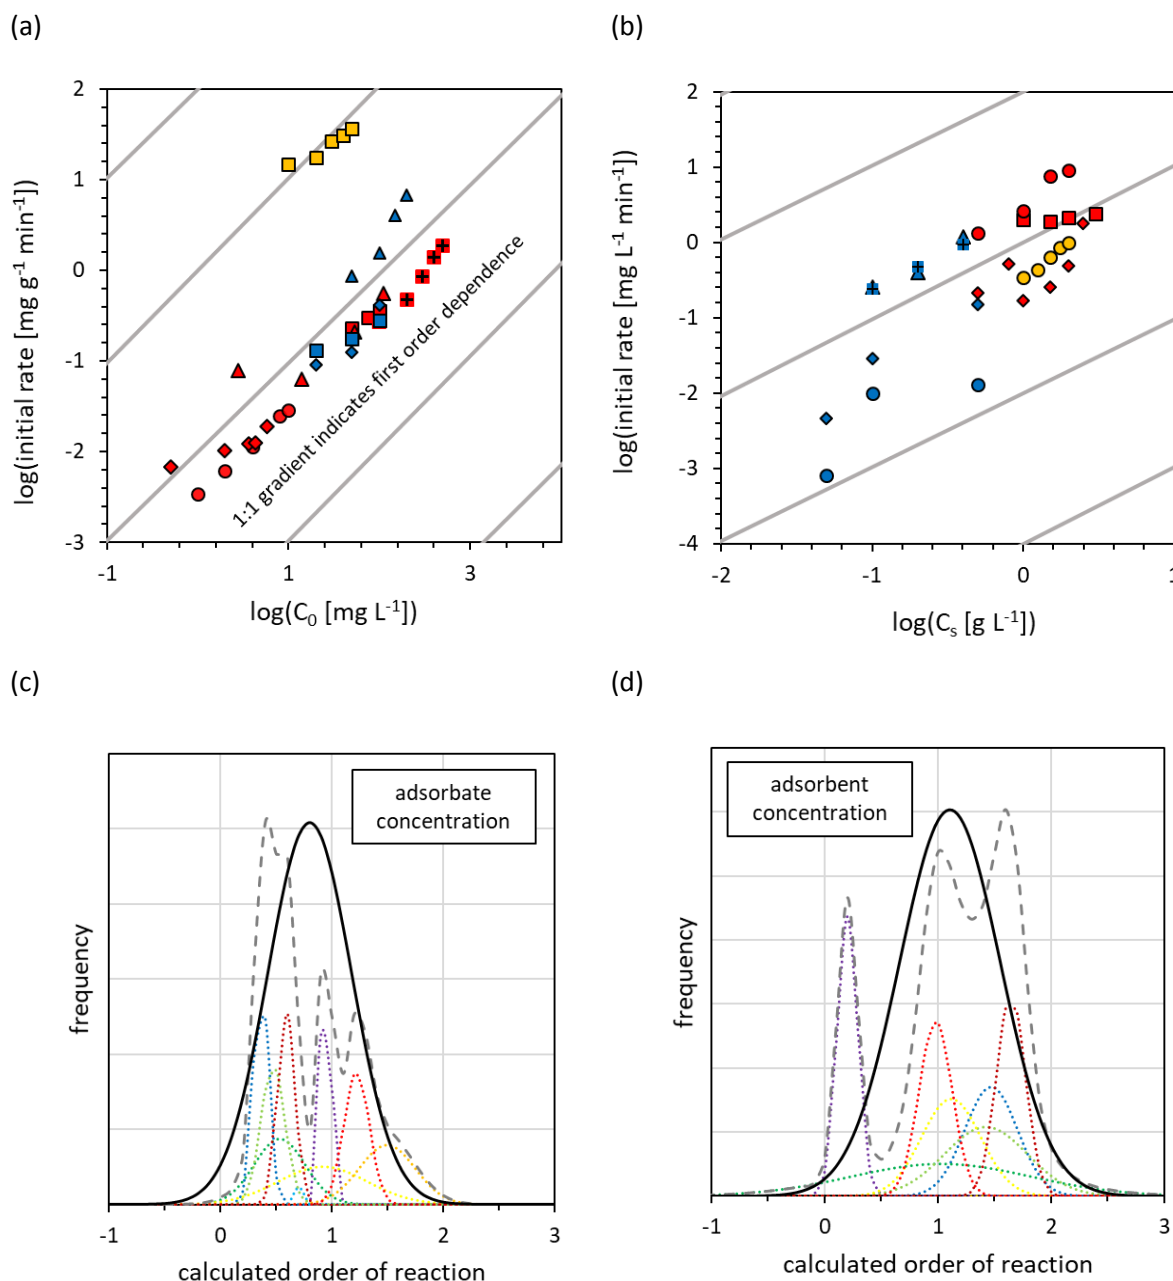 (a)
(b)
2
1
0
-1
-2
-3
-1
1
3
log(initial rate [mg g⁻¹ min⁻¹])
log(C₀ [mg L⁻¹])
1:1 gradient indicates first order dependence
2
1
0
-1
-2
-3
-4
-2
-1
0
1
log(initial rate [mg L⁻¹ min⁻¹])
log(Cₛ [g L⁻¹])
(c)
(d)
adsorbate
concentration
frequency
-1
0
1
2
3
calculated order of reaction
adsorbent
concentration
frequency
-1
0
1
2
3
calculated order of reaction